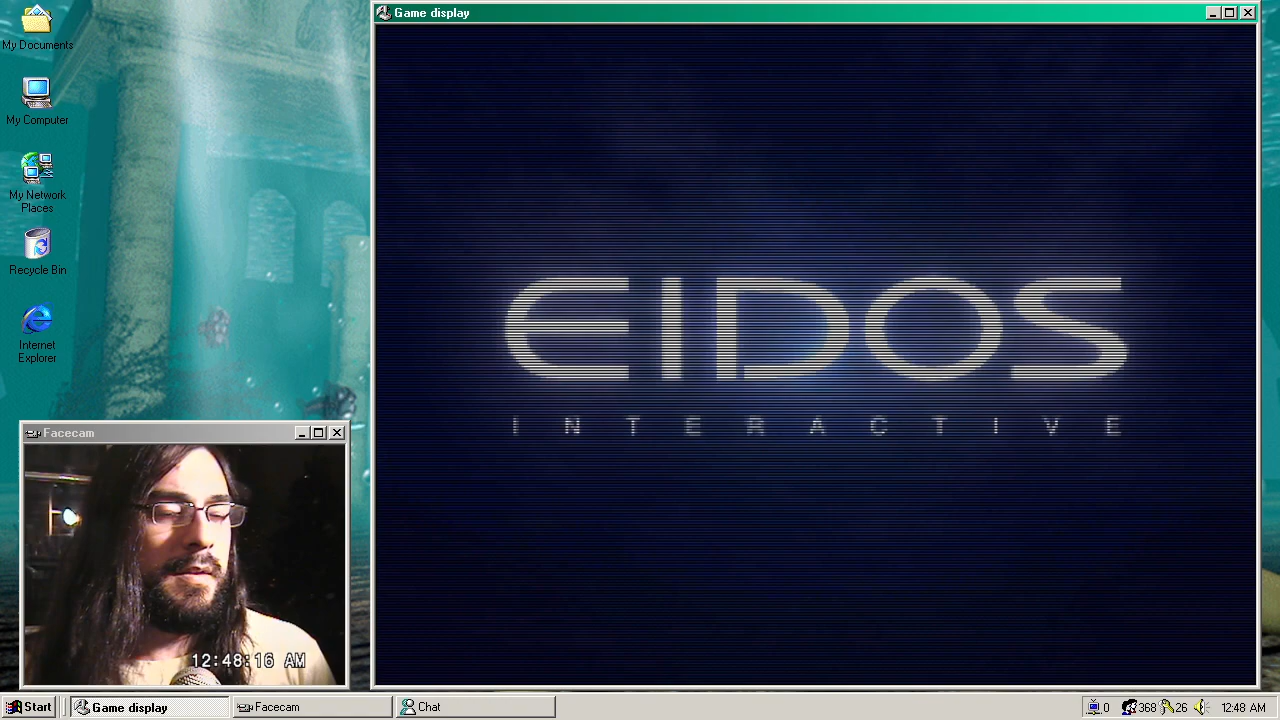 My Documents
My Computer
My Network
Places
Recycle Bin
Internet
Explorer
Game display
EIDOS
INTERACTIVE
Facecam
12:48:16 AM
Start
Game display
Facecam
Chat
0
368
26
12:48 AM